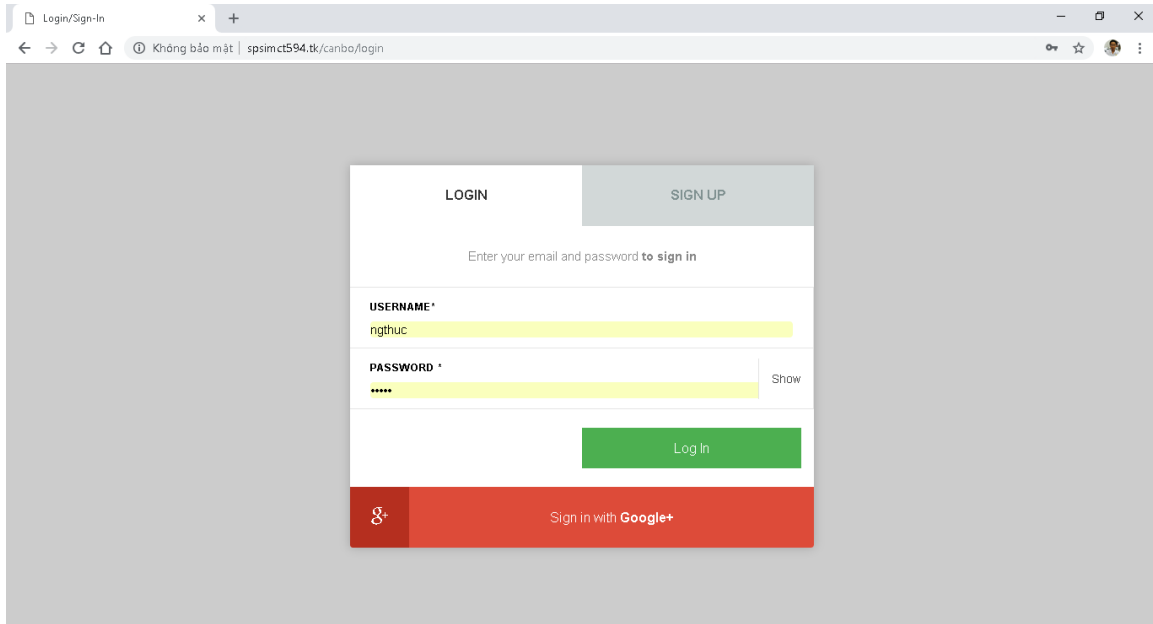 Login/Sign-In
Không bảo mật | spsimct594.tk/canbo/login
LOGIN
SIGN UP
Enter your email and password to sign in
USERNAME*
ngthuc
PASSWORD *
•••••
Show
Log In
g+
Sign in with Google+